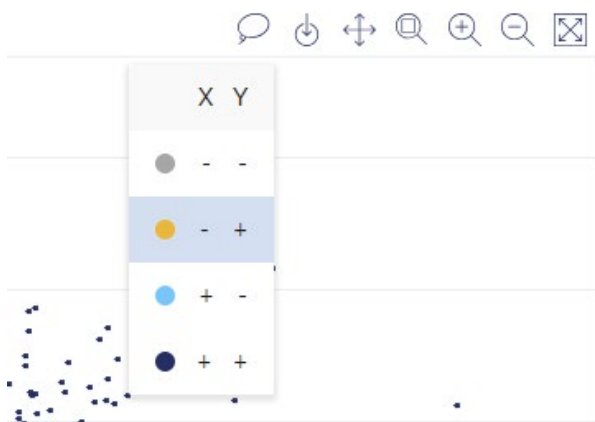 X Y
- -
- +
+ -
+ +